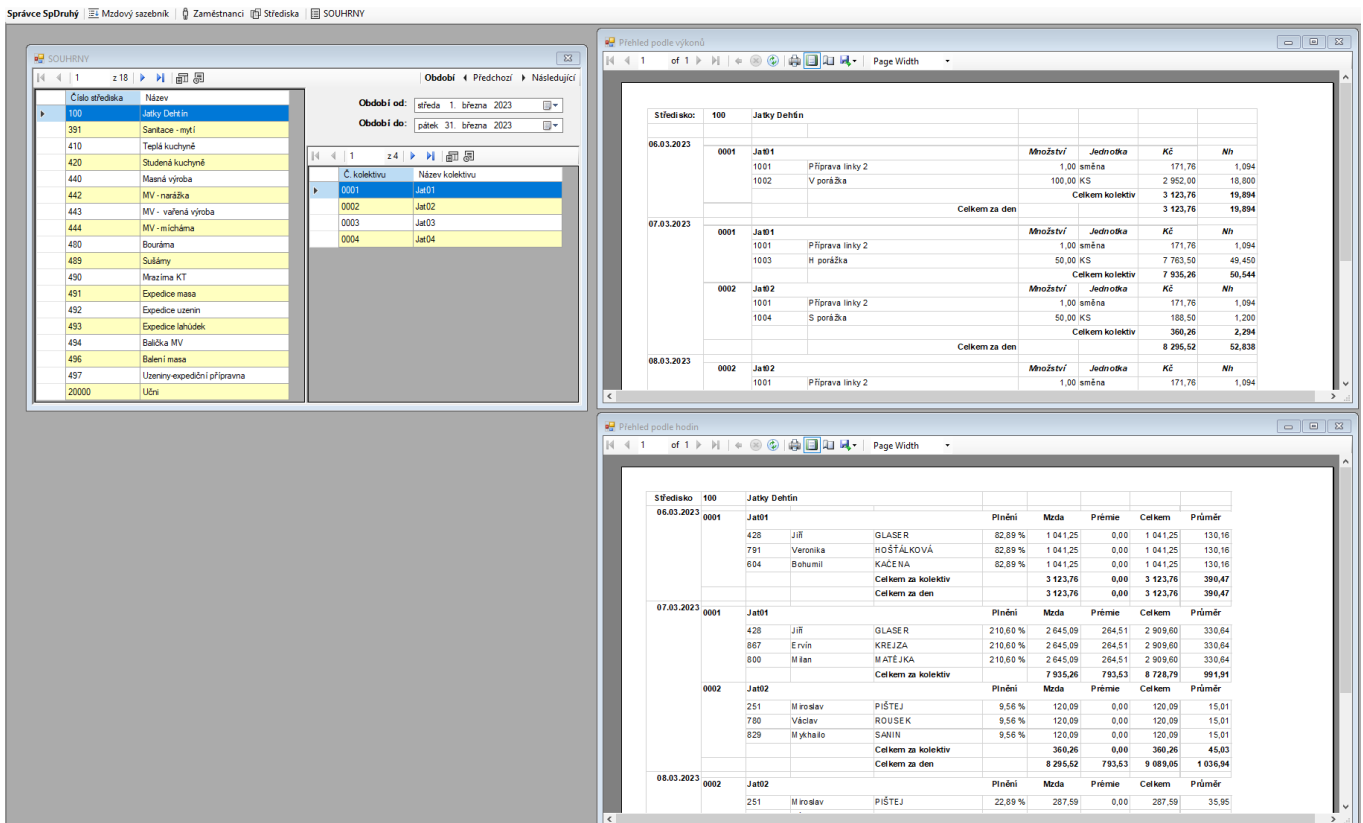 Správce SpDruhý Mzdový sazebník Zaměstnanci Střediska SOUHRNY
SOUHRNY
1 z 18 Období Předchozí Následující
Číslo střediska Název
100 Jatky Dehtín
391 Sanitace - mytí
410 Teplá kuchyně
420 Studená kuchyně
440 Masná výroba
442 MV - narážka
443 MV - vařená výroba
444 MV - míchárna
480 Bourárna
489 Sušárny
490 Mrazírna KT
491 Expedice masa
492 Expedice uzenin
493 Expedice lahůdek
494 Balička MV
496 Balení masa
497 Uzeniny-expediční přípravna
20000 Učni
Období od: středa 1. března 2023
Období do: pátek 31. března 2023
1 z 4
Č. kolektivu Název kolektivu
0001 Jat01
0002 Jat02
0003 Jat03
0004 Jat04
Přehled podle výkonů
1 of 1 Page Width
Středisko: 100 Jatky Dehtín
06.03.2023
0001 Jat01 Množství Jednotka Kč Nh
1001 Příprava linky 2 1,00 směna 171,76 1,094
1002 V porážka 100,00 KS 2 952,00 18,800
Celkem kolektiv 3 123,76 19,894
Celkem za den 3 123,76 19,894
07.03.2023
0001 Jat01 Množství Jednotka Kč Nh
1001 Příprava linky 2 1,00 směna 171,76 1,094
1003 H porážka 50,00 KS 7 763,50 49,450
Celkem kolektiv 7 935,26 50,544
0002 Jat02 Množství Jednotka Kč Nh
1001 Příprava linky 2 1,00 směna 171,76 1,094
1004 S porážka 50,00 KS 188,50 1,200
Celkem kolektiv 360,26 2,294
Celkem za den 8 295,52 52,838
08.03.2023
0002 Jat02 Množství Jednotka Kč Nh
1001 Příprava linky 2 1,00 směna 171,76 1,094
Přehled podle hodin
1 of 1 Page Width
Středisko 100 Jatky Dehtín
06.03.2023 0001 Jat01 Plnění Mzda Prémie Celkem Průměr
428 Jiří GLASER 82,89 % 1 041,25 0,00 1 041,25 130,16
791 Veronika HOŠŤÁLKOVÁ 82,89 % 1 041,25 0,00 1 041,25 130,16
604 Bohumil KAČENA 82,89 % 1 041,25 0,00 1 041,25 130,16
Celkem za kolektiv 3 123,76 0,00 3 123,76 390,47
Celkem za den 3 123,76 0,00 3 123,76 390,47
07.03.2023 0001 Jat01 Plnění Mzda Prémie Celkem Průměr
428 Jiří GLASER 210,60 % 2 645,09 264,51 2 909,60 330,64
867 Ervín KREJZA 210,60 % 2 645,09 264,51 2 909,60 330,64
800 Milan MATĚJKA 210,60 % 2 645,09 264,51 2 909,60 330,64
Celkem za kolektiv 7 935,26 793,53 8 728,79 991,91
0002 Jat02 Plnění Mzda Prémie Celkem Průměr
251 Miroslav PIŠTEJ 9,56 % 120,09 0,00 120,09 15,01
780 Václav ROUSEK 9,56 % 120,09 0,00 120,09 15,01
829 Mykhailo SANIN 9,56 % 120,09 0,00 120,09 15,01
Celkem za kolektiv 360,26 0,00 360,26 45,03
Celkem za den 8 295,52 793,53 9 089,05 1 036,94
08.03.2023 0002 Jat02 Plnění Mzda Prémie Celkem Průměr
251 Miroslav PIŠTEJ 22,89 % 287,59 0,00 287,59 35,95